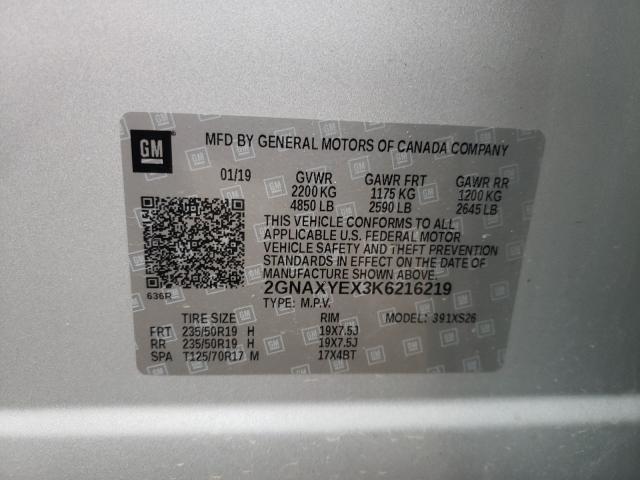 GM
MFD BY GENERAL MOTORS OF CANADA COMPANY
01/19 GVWR GAWR FRT GAWR RR
2200 KG 1175 KG 1200 KG
4850 LB 2590 LB 2645 LB
THIS VEHICLE CONFORMS TO ALL
APPLICABLE U.S. FEDERAL MOTOR
VEHICLE SAFETY AND THEFT PREVENTION
STANDARDS IN EFFECT ON THE DATE OF
MANUFACTURE SHOWN ABOVE.
2GNAXYEX3K6216219
636R
TYPE: M.P.V. MODEL: 391XS26
TIRE SIZE RIM
FRT 235/50R19 H 19X7.5J
RR 235/50R19 H 19X7.5J
SPA T125/70R17 M 17X4BT